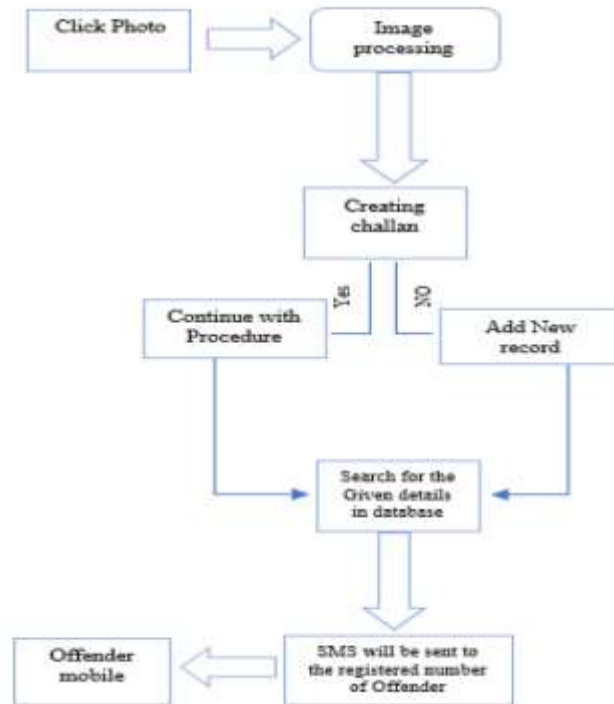 Click Photo
Image
processing
Creating
challan
Yes
NO
Continue with
Procedure
Add New
record
Search for the
Given details
in database
SMS will be sent to
the registered number
of Offender
Offender
mobile